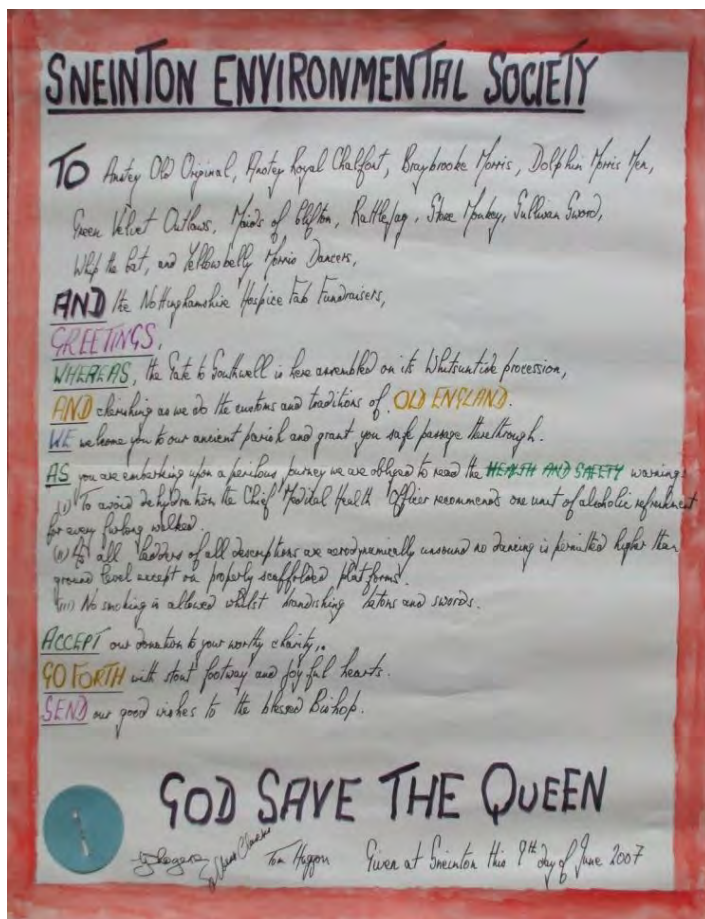 SNEINTON ENVIRONMENTAL SOCIETY
TO Anstey Old Original, Anstey Royal Chalfont, Braybrooke Morris, Dolphin Morris Men,
Green Velvet Outlaws, Maids of Clifton, RattleJag, Stone Monkey, Sullivan Sword,
Whip the Cat, and Yellowbelly Morris Dancers,
AND the Nottinghamshire Hospice Fab Fundraisers,
GREETINGS,
WHEREAS, the Gate to Southwell is here assembled on its Whitsuntide procession,
AND cherishing as we do the customs and traditions of OLD ENGLAND.
WE welcome you to our ancient parish and grant you safe passage therethrough.
AS you are embarking upon a perilous journey we are obliged to read the HEALTH AND SAFETY warning:
(i) To avoid dehydration the Chief Medical Health Officer recommends one unit of alcoholic refreshment
for every furlong walked.
(ii) As all ladders of all descriptions are aerodynamically unsound no dancing is permitted higher than
ground level except on properly scaffolded platforms.
(iii) No smoking is allowed whilst brandishing batons and swords.
ACCEPT our donation to your worthy charity,.
GO FORTH with stout footway and joyful hearts.
SEND our good wishes to the blessed Bishop.
GOD SAVE THE QUEEN
Tom Huggon Given at Sneinton this 9th day of June 2007